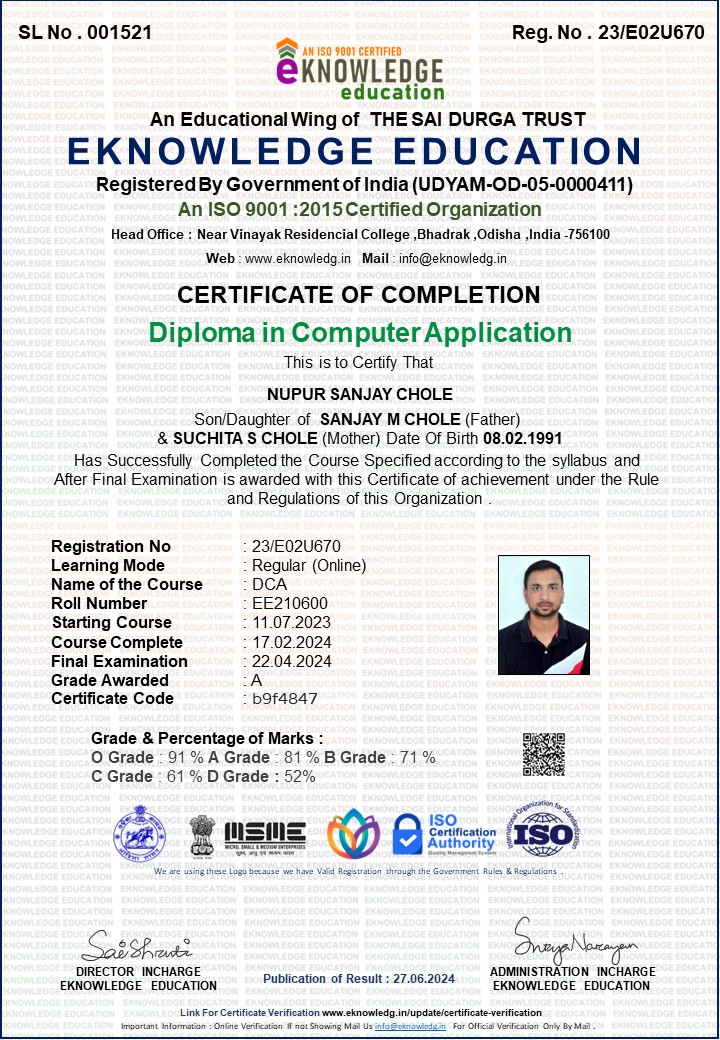 SL No . 001521
Reg. No . 23/E02U670
AN ISO 9001 CERTIFIED
eKNOWLEDGE
education
An Educational Wing of THE SAI DURGA TRUST
EKNOWLEDGE EDUCATION
Registered By Government of India (UDYAM-OD-05-0000411)
An ISO 9001 :2015 Certified Organization
Head Office : Near Vinayak Residencial College ,Bhadrak ,Odisha ,India -756100
Web : www.eknowledg.in Mail : info@eknowledg.in
CERTIFICATE OF COMPLETION
Diploma in Computer Application
This is to Certify That
NUPUR SANJAY CHOLE
Son/Daughter of SANJAY M CHOLE (Father)
& SUCHITA S CHOLE (Mother) Date Of Birth 08.02.1991
Has Successfully Completed the Course Specified according to the syllabus and
After Final Examination is awarded with this Certificate of achievement under the Rule
and Regulations of this Organization .
Registration No : 23/E02U670
Learning Mode : Regular (Online)
Name of the Course : DCA
Roll Number : EE210600
Starting Course : 11.07.2023
Course Complete : 17.02.2024
Final Examination : 22.04.2024
Grade Awarded : A
Certificate Code : b9f4847
Grade & Percentage of Marks :
O Grade : 91 % A Grade : 81 % B Grade : 71 %
C Grade : 61 % D Grade : 52%
MSME
MICRO, SMALL & MEDIUM ENTERPRISES
सूक्ष्म, लघु एवं मध्यम उद्यम
ISO
Certification
Authority
Quality Management System
International Organization for Standardization
ISO
We are using these Logo because we have Valid Registration through the Government Rules & Regulations .
Sai Shruti
Surya Narayan
DIRECTOR INCHARGE
EKNOWLEDGE EDUCATION
Publication of Result : 27.06.2024
ADMINISTRATION INCHARGE
EKNOWLEDGE EDUCATION
Link For Certificate Verification www.eknowledg.in/update/certificate-verification
Important Information : Online Verification If not Showing Mail Us info@eknowledg.in For Official Verification Only By Mail .